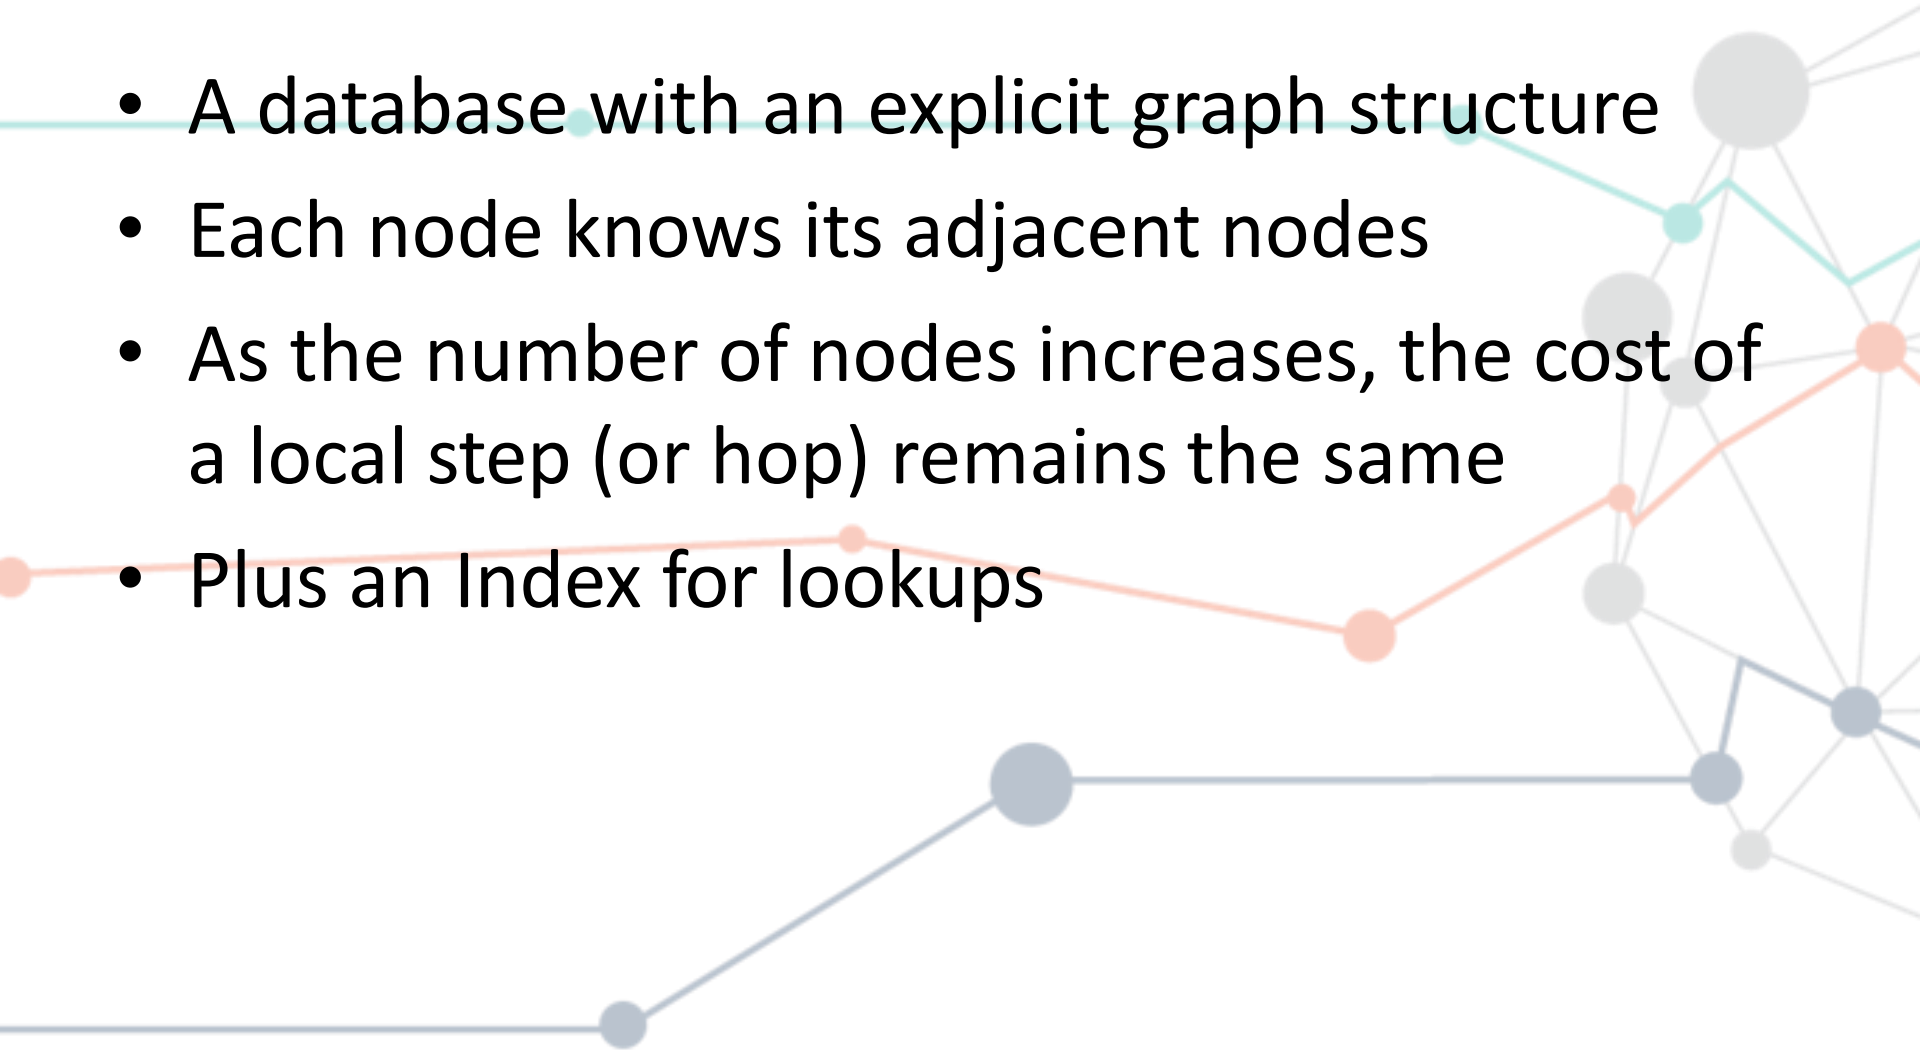 • A database with an explicit graph structure
• Each node knows its adjacent nodes
• As the number of nodes increases, the cost of
a local step (or hop) remains the same
• Plus an Index for lookups